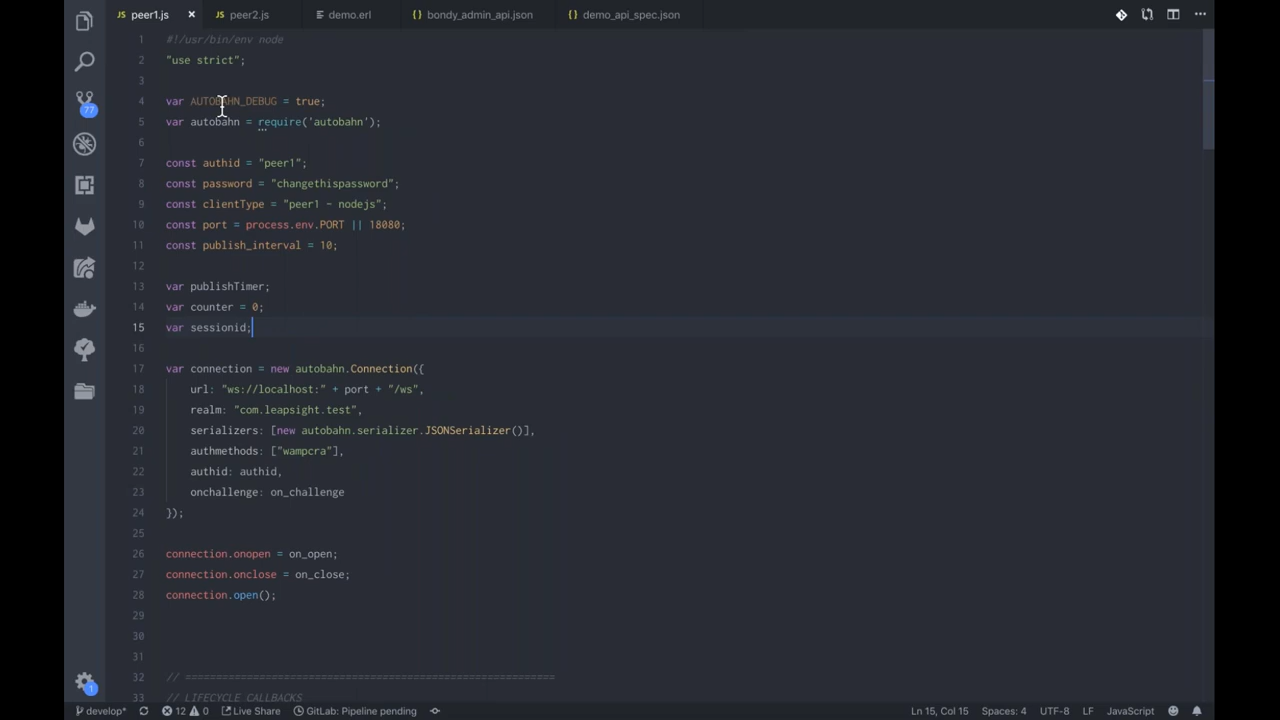 peer1.js
peer2.js
demo.erl
{} bondy_admin_api.json
{} demo_api_spec.json
1 #!/usr/bin/env node
2 "use strict";
3
4 var AUTOBAHN_DEBUG = true;
5 var autobahn = require('autobahn');
6
7 const authid = "peer1";
8 const password = "changethispassword";
9 const clientType = "peer1 - nodejs";
10 const port = process.env.PORT || 18080;
11 const publish_interval = 10;
12
13 var publishTimer;
14 var counter = 0;
15 var sessionid;
16
17 var connection = new autobahn.Connection({
18 url: "ws://localhost:" + port + "/ws",
19 realm: "com.leapsight.test",
20 serializers: [new autobahn.serializer.JSONSerializer()],
21 authmethods: ["wampcra"],
22 authid: authid,
23 onchallenge: on_challenge
24 });
25
26 connection.onopen = on_open;
27 connection.onclose = on_close;
28 connection.open();
29
30
31
32 // ============================================================
33 // LIFECYCLE CALLBACKS
77
1
develop*
12
0
Live Share
GitLab: Pipeline pending
Ln 15, Col 15
Spaces: 4
UTF-8
LF
JavaScript